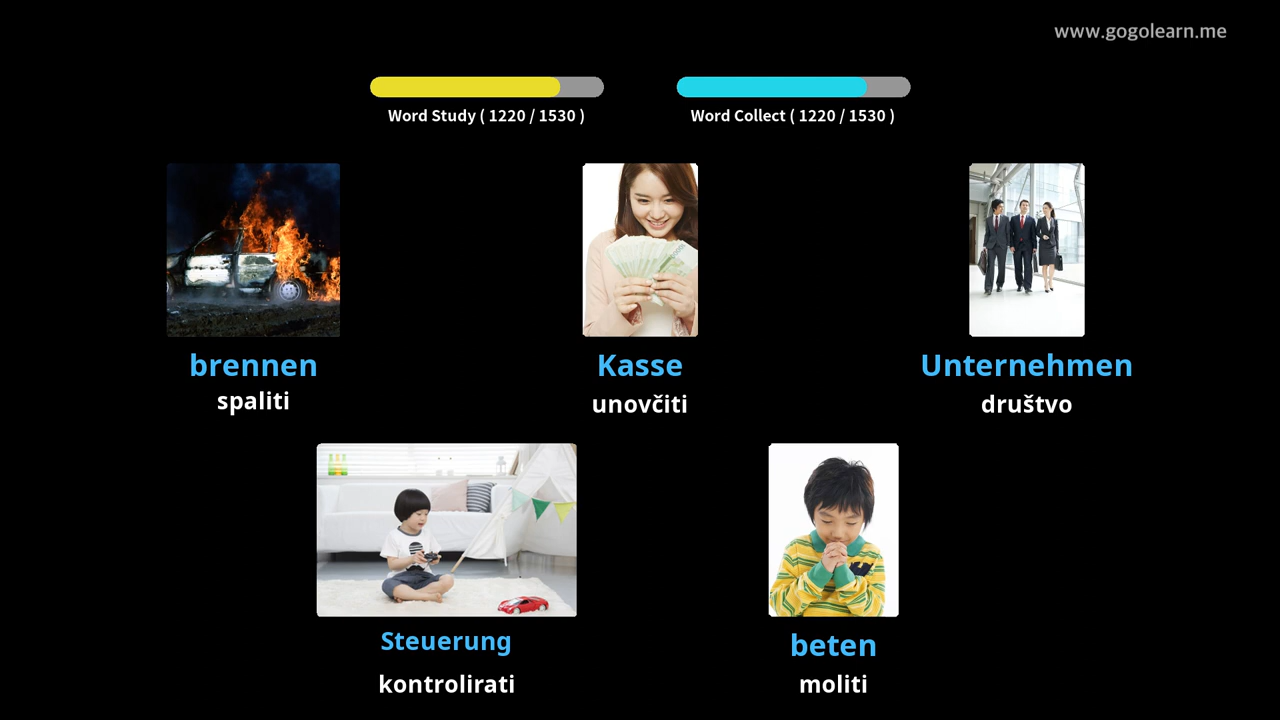 www.gogolearn.me
Word Study ( 1220 / 1530 )
Word Collect ( 1220 / 1530 )
brennen
spaliti
Kasse
unovčiti
Unternehmen
društvo
Steuerung
kontrolirati
beten
moliti